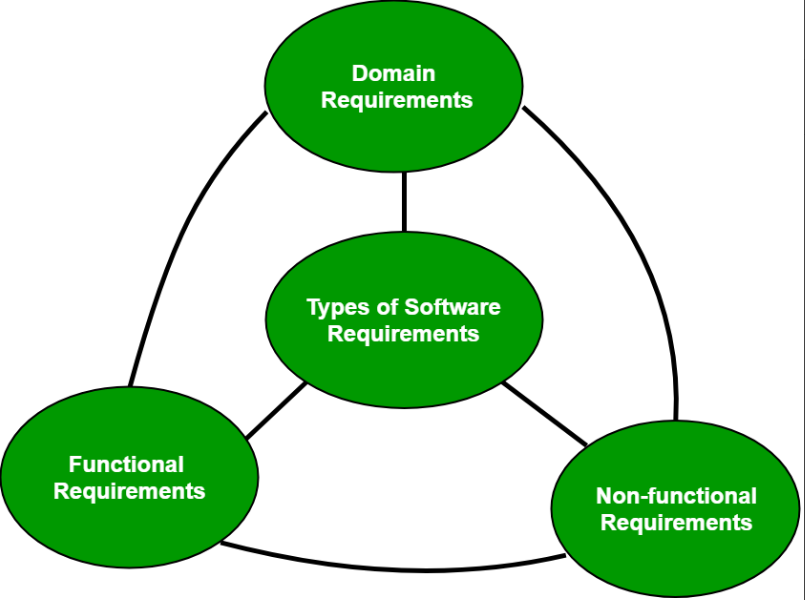 Domain
Requirements
Types of Software
Requirements
Functional
Requirements
Non-functional
Requirements